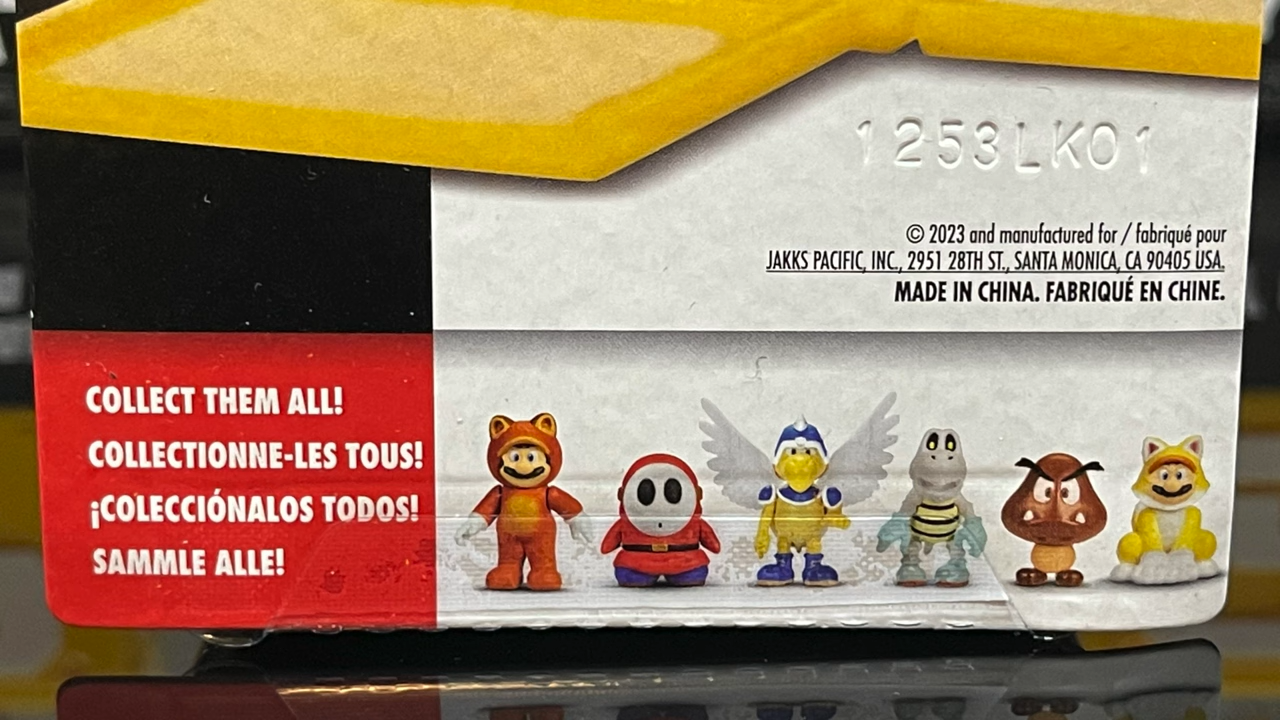 1253LK01
© 2023 and manufactured for / fabriqué pour
JAKKS PACIFIC, INC., 2951 28TH ST., SANTA MONICA, CA 90405 USA.
MADE IN CHINA. FABRIQUÉ EN CHINE.
COLLECT THEM ALL!
COLLECTIONNE-LES TOUS!
¡COLECCIÓNALOS TODOS!
SAMMLE ALLE!